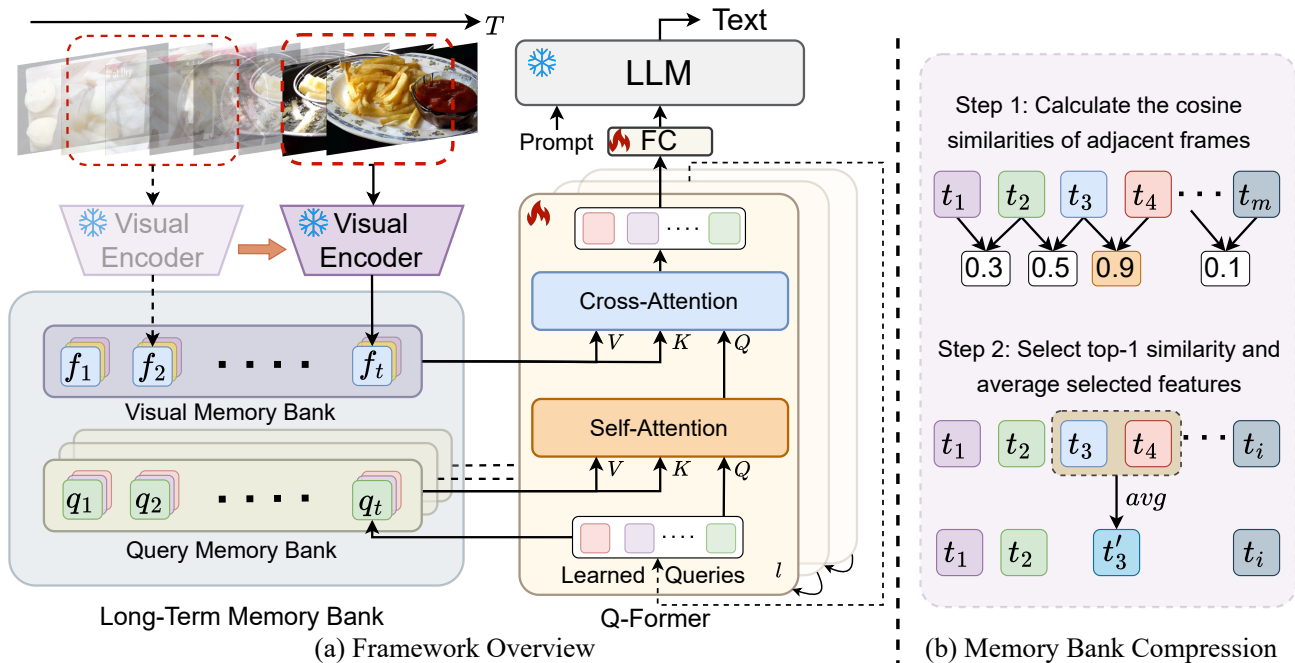 T
Text
LLM
Prompt
FC
Visual
Encoder
Visual
Encoder
Cross-Attention
V
K
Q
f1
f2
· · · ·
ft
Visual Memory Bank
Self-Attention
V
K
Q
q1
q2
· · · ·
qt
Query Memory Bank
Learned Queries
l
Long-Term Memory Bank
Q-Former
(a) Framework Overview
Step 1: Calculate the cosine
similarities of adjacent frames
t1 t2 t3 t4 · · · tm
0.3 0.5 0.9 0.1
Step 2: Select top-1 similarity and
average selected features
t1 t2 t3 t4 · · · ti
avg
t1 t2 t′3 ti
(b) Memory Bank Compression